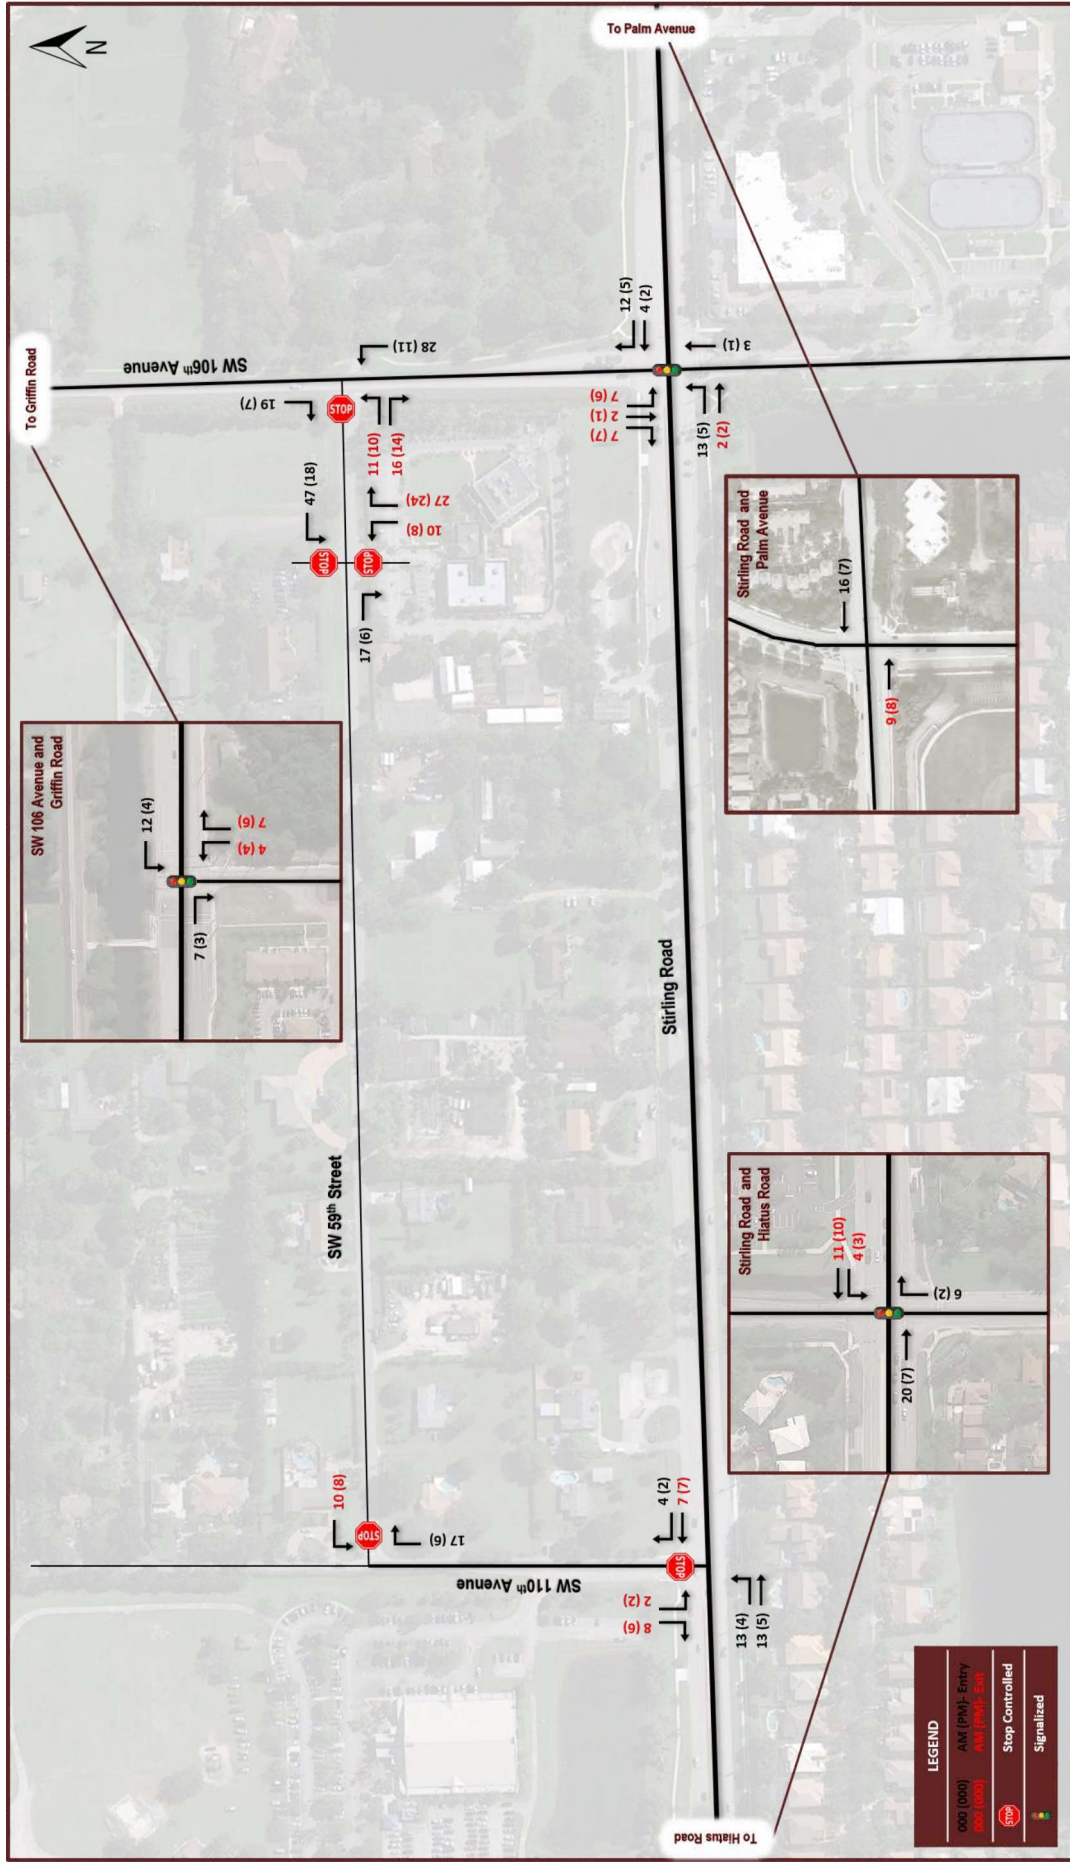 N
To Palm Avenue
To Griffin Road
SW 106th Avenue
12 (5)
4 (2)
3 (1)
28 (11)
19 (7)
STOP
11 (10)
16 (14)
7 (6)
2 (1)
7 (7)
13 (5)
2 (2)
47 (18)
27 (24)
10 (8)
STOP
STOP
17 (6)
Stirling Road and
Palm Avenue
16 (7)
9 (8)
SW 106 Avenue and
Griffin Road
12 (4)
7 (6)
4 (4)
7 (3)
Stirling Road
SW 59th Street
Stirling Road and
Hiatus Road
11 (10)
4 (3)
6 (2)
20 (7)
10 (8)
STOP
17 (6)
SW 110th Avenue
4 (2)
7 (7)
STOP
2 (2)
8 (6)
13 (4)
13 (5)
To Hiatus Road
LEGEND
000 (000) AM (PM)- Entry
000 (000) AM (PM)- Exit
STOP Stop Controlled
Signalized